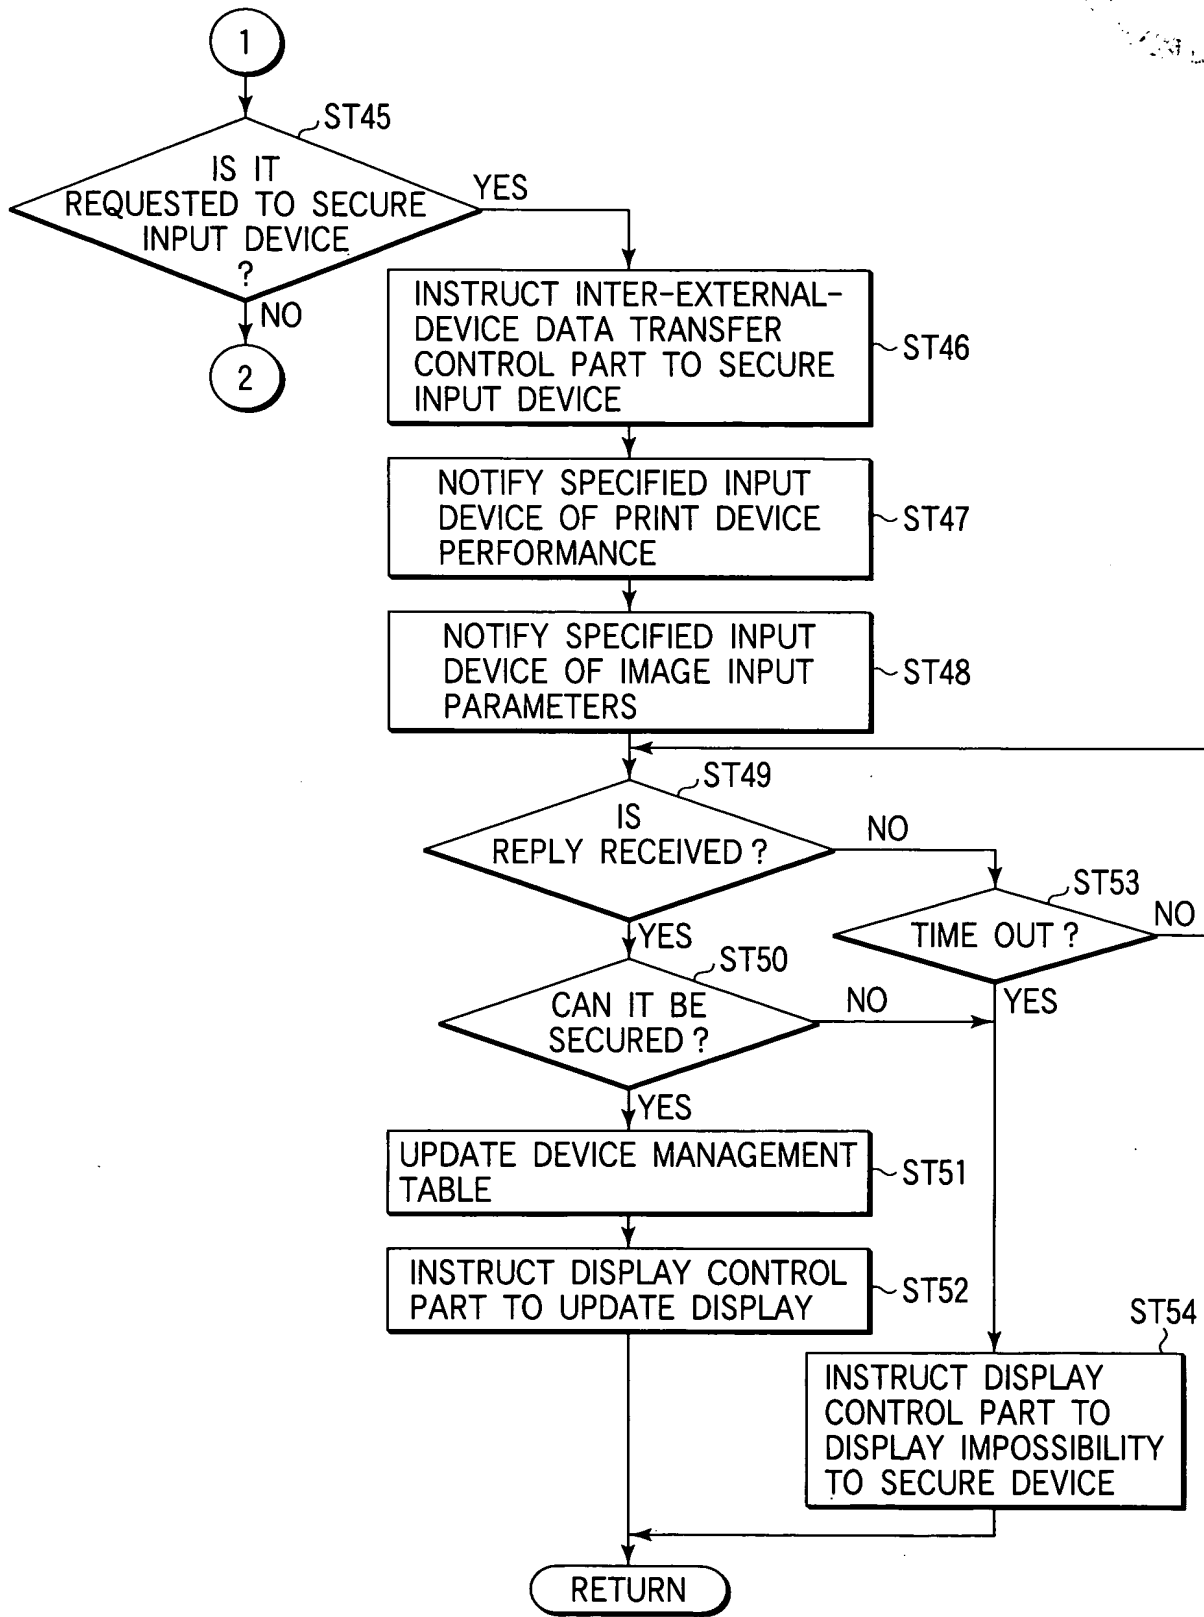 1
ST45
IS IT
REQUESTED TO SECURE
INPUT DEVICE
?
YES
NO
2
INSTRUCT INTER-EXTERNAL-
DEVICE DATA TRANSFER
CONTROL PART TO SECURE
INPUT DEVICE
ST46
NOTIFY SPECIFIED INPUT
DEVICE OF PRINT DEVICE
PERFORMANCE
ST47
NOTIFY SPECIFIED INPUT
DEVICE OF IMAGE INPUT
PARAMETERS
ST48
ST49
IS
REPLY RECEIVED ?
NO
YES
ST53
TIME OUT ?
NO
YES
ST50
CAN IT BE
SECURED ?
NO
YES
UPDATE DEVICE MANAGEMENT
TABLE
ST51
INSTRUCT DISPLAY CONTROL
PART TO UPDATE DISPLAY
ST52
ST54
INSTRUCT DISPLAY
CONTROL PART TO
DISPLAY IMPOSSIBILITY
TO SECURE DEVICE
RETURN